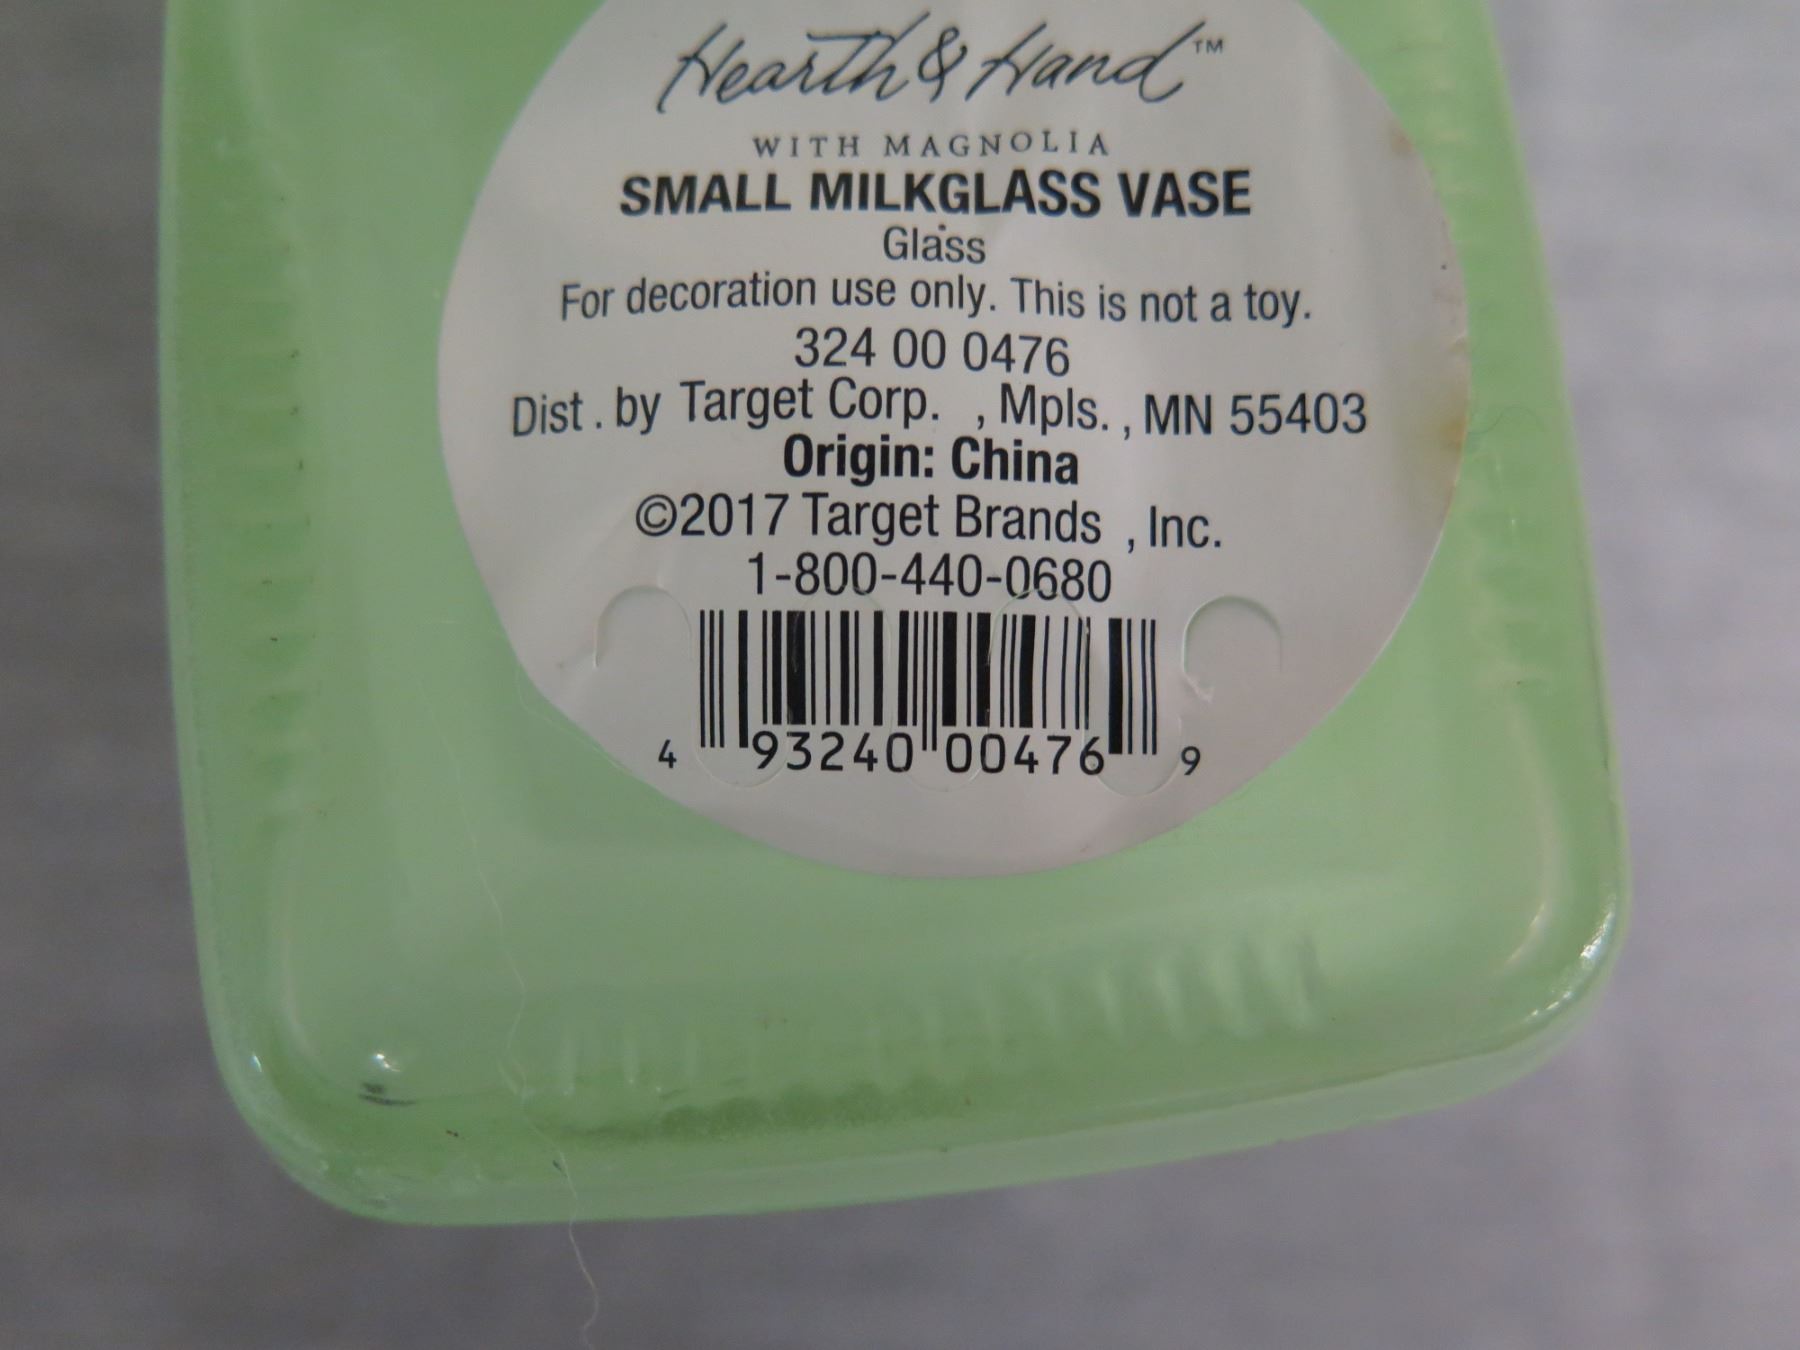 Hearth & Hand™
WITH MAGNOLIA
SMALL MILKGLASS VASE
Glass
For decoration use only. This is not a toy.
324 00 0476
Dist . by Target Corp. , Mpls. , MN 55403
Origin: China
©2017 Target Brands , Inc.
1-800-440-0680
4 93240 00476 9